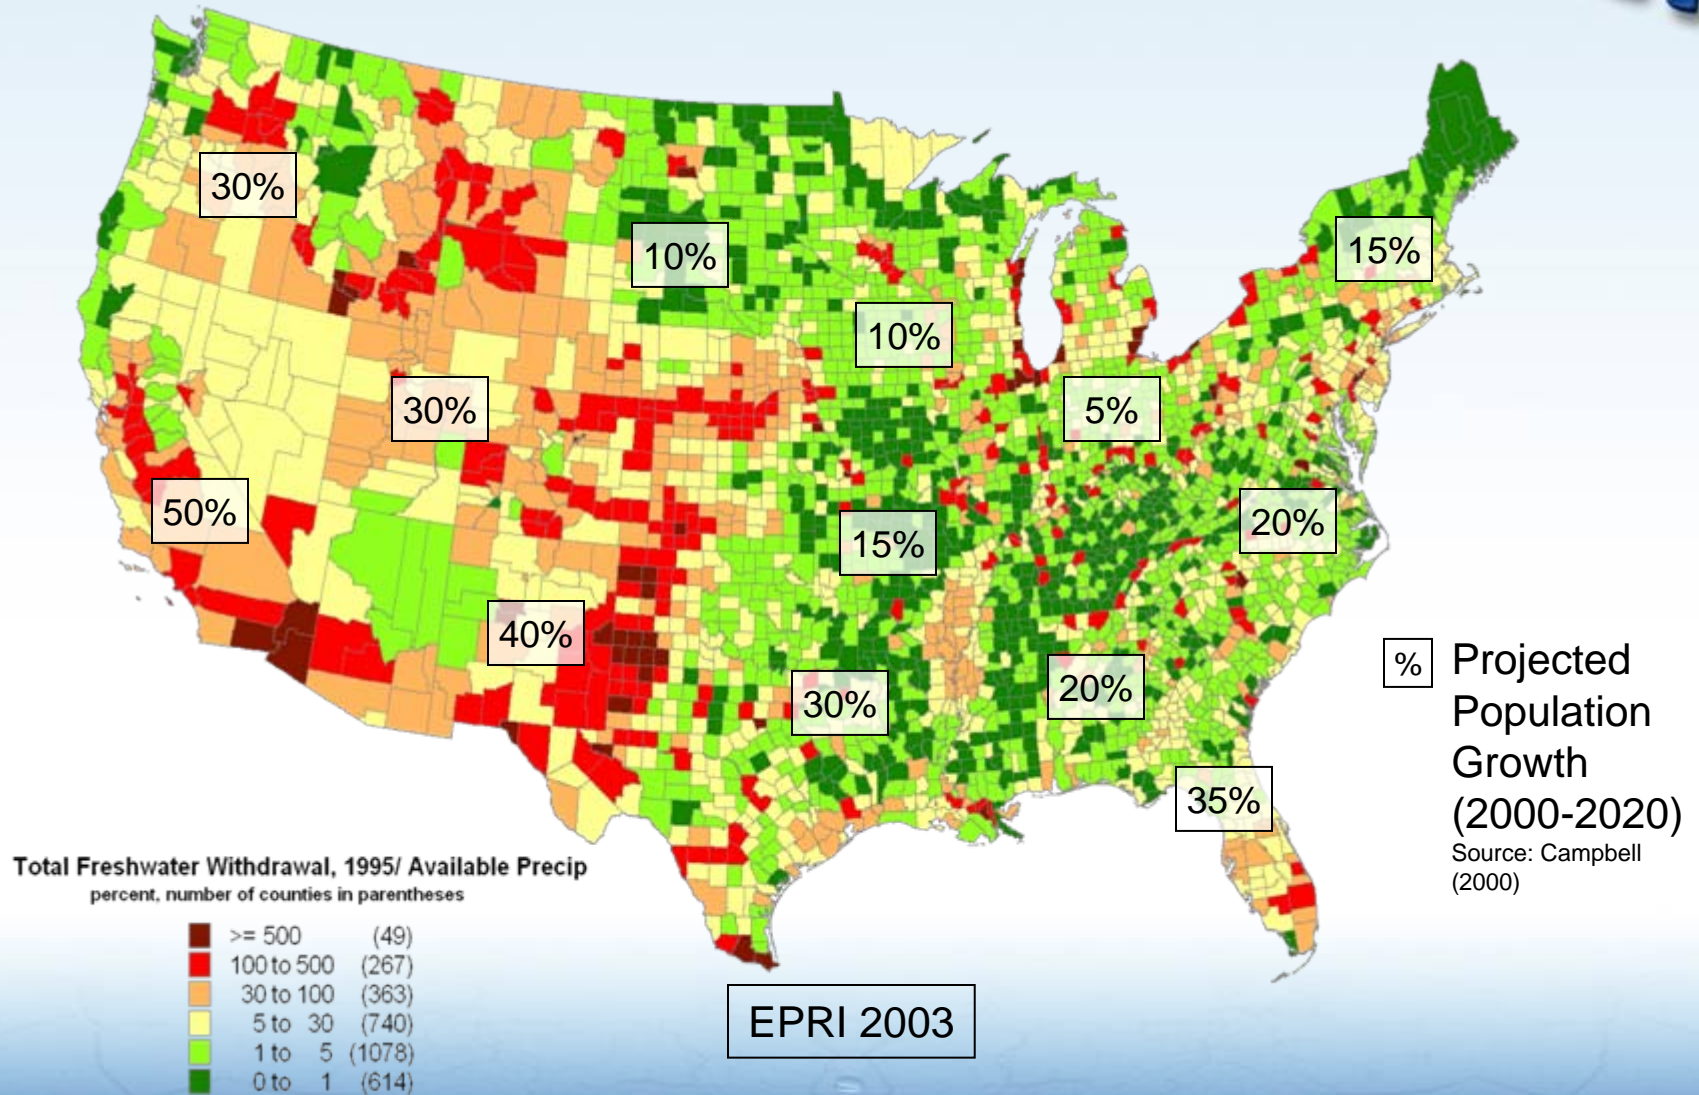 30%
10%
15%
10%
30%
5%
50%
15%
20%
40%
30%
20%
35%
% Projected
Population
Growth
(2000-2020)
Source: Campbell
(2000)
Total Freshwater Withdrawal, 1995/ Available Precip
percent, number of counties in parentheses
>= 500 (49)
100 to 500 (267)
30 to 100 (363)
5 to 30 (740)
1 to 5 (1078)
0 to 1 (614)
EPRI 2003